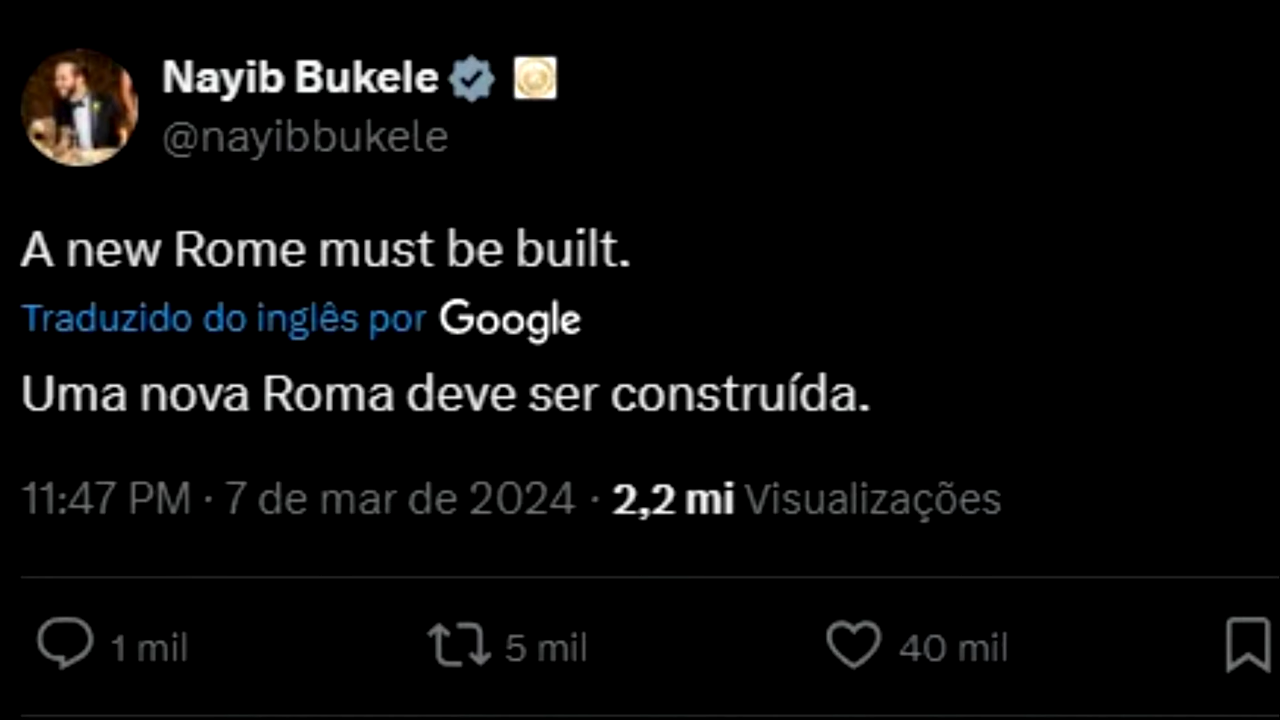 Nayib Bukele
@nayibbukele
A new Rome must be built.
Traduzido do inglês por Google
Uma nova Roma deve ser construída.
11:47 PM · 7 de mar de 2024 · 2,2 mi Visualizações
1 mil 5 mil 40 mil